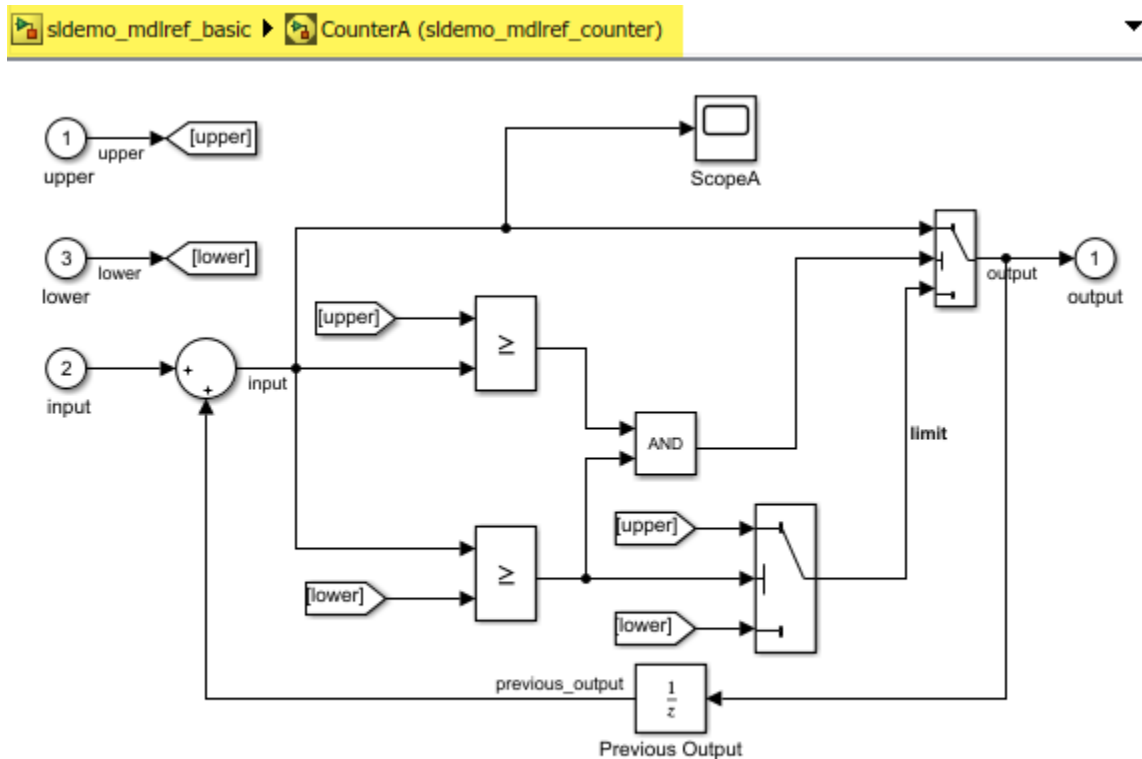 sldemo_mdlref_basic ▶ CounterA (sldemo_mdlref_counter)
1
upper
[upper]
upper
ScopeA
3
lower
[lower]
lower
output
1
output
[upper]
≥
2
input
+
+
input
AND
limit
[upper]
≥
[lower]
[lower]
previous_output
1
z
Previous Output